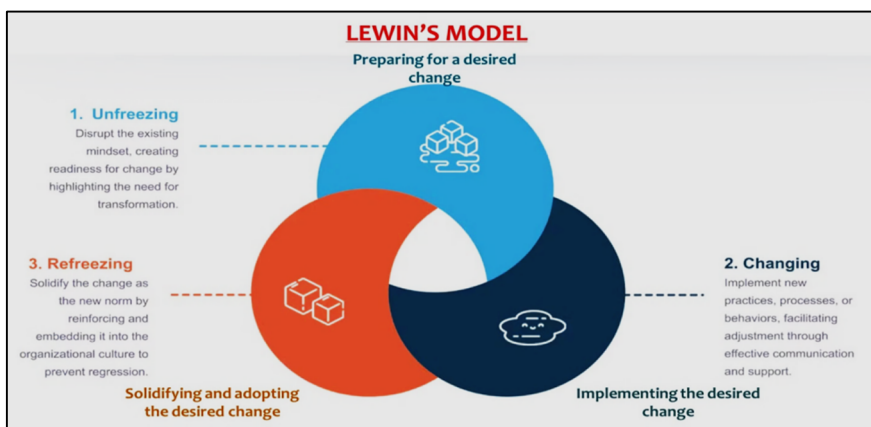 LEWIN'S MODEL
Preparing for a desired
change
1. Unfreezing
Disrupt the existing
mindset, creating
readiness for change by
highlighting the need for
transformation.
3. Refreezing
Solidify the change as
the new norm by
reinforcing and
embedding it into the
organizational culture to
prevent regression.
2. Changing
Implement new
practices, processes, or
behaviors, facilitating
adjustment through
effective communication
and support.
Solidifying and adopting
the desired change
Implementing the desired
change